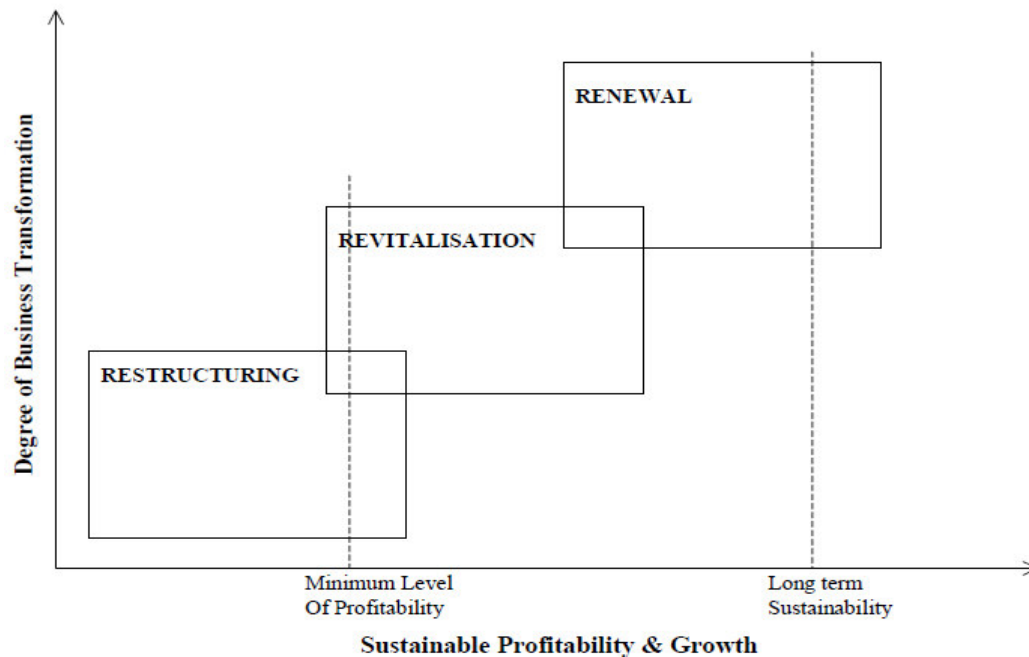 RENEWAL
REVITALISATION
RESTRUCTURING
Degree of Business Transformation
Minimum Level
Of Profitability
Long term
Sustainability
Sustainable Profitability & Growth